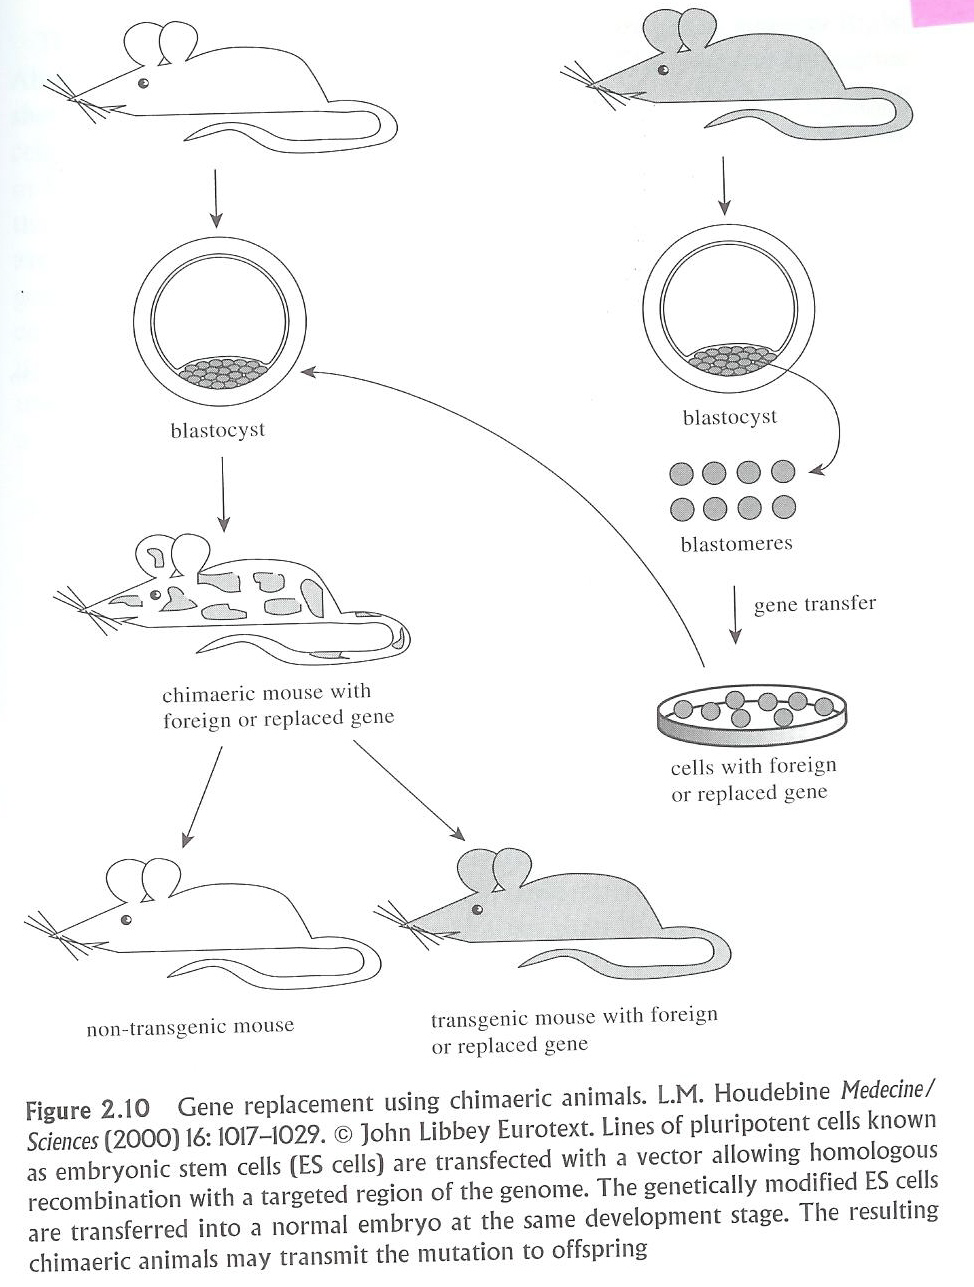 blastocyst
blastocyst
blastomeres
gene transfer
chimaeric mouse with
foreign or replaced gene
cells with foreign
or replaced gene
non-transgenic mouse
transgenic mouse with foreign
or replaced gene
Figure 2.10 Gene replacement using chimaeric animals. L.M. Houdebine Medecine/
Sciences (2000) 16: 1017–1029. © John Libbey Eurotext. Lines of pluripotent cells known
as embryonic stem cells (ES cells) are transfected with a vector allowing homologous
recombination with a targeted region of the genome. The genetically modified ES cells
are transferred into a normal embryo at the same development stage. The resulting
chimaeric animals may transmit the mutation to offspring